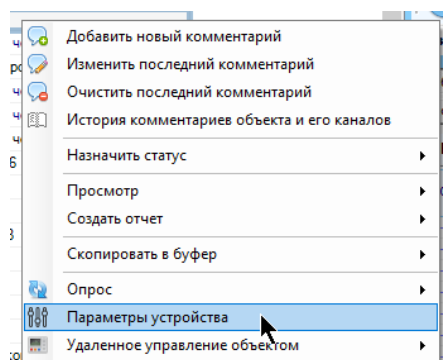 Добавить новый комментарий
Изменить последний комментарий
Очистить последний комментарий
История комментариев объекта и его каналов
Назначить статус
Просмотр
Создать отчет
Скопировать в буфер
Опрос
Параметры устройства
Удаленное управление объектом